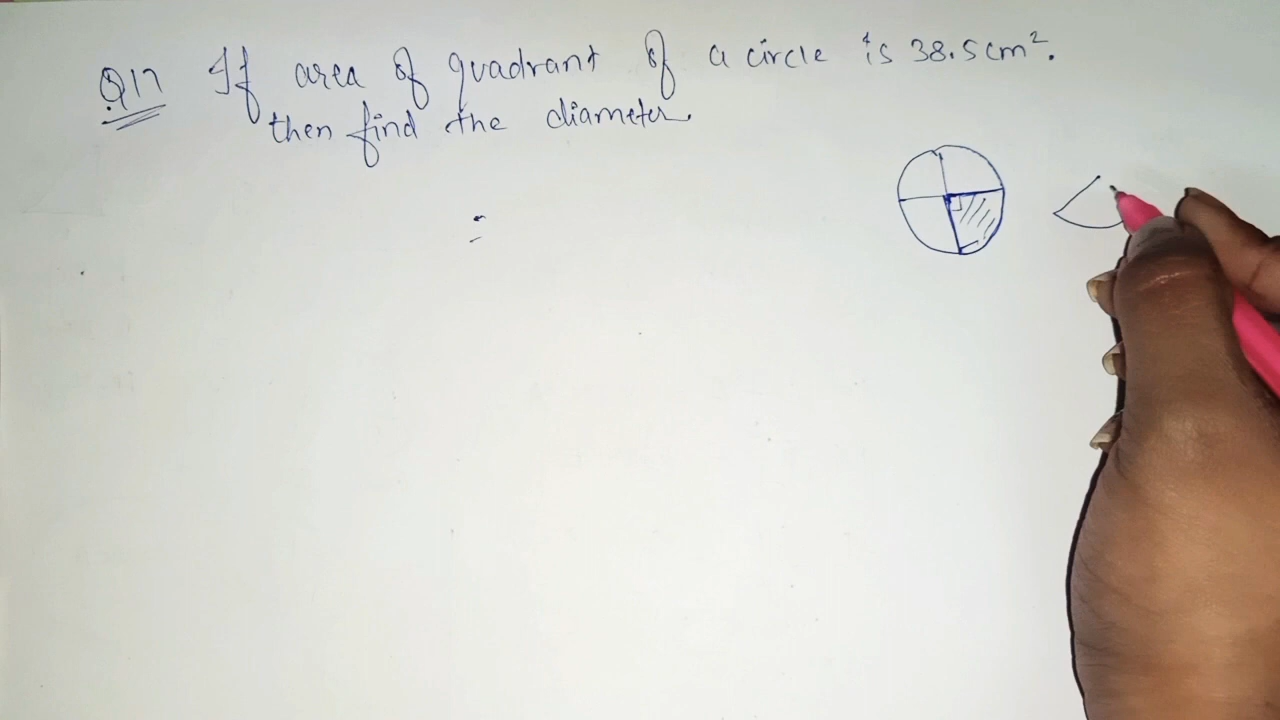 Q17 If area of quadrant of a circle is 38.5 cm².
then find the diameter.